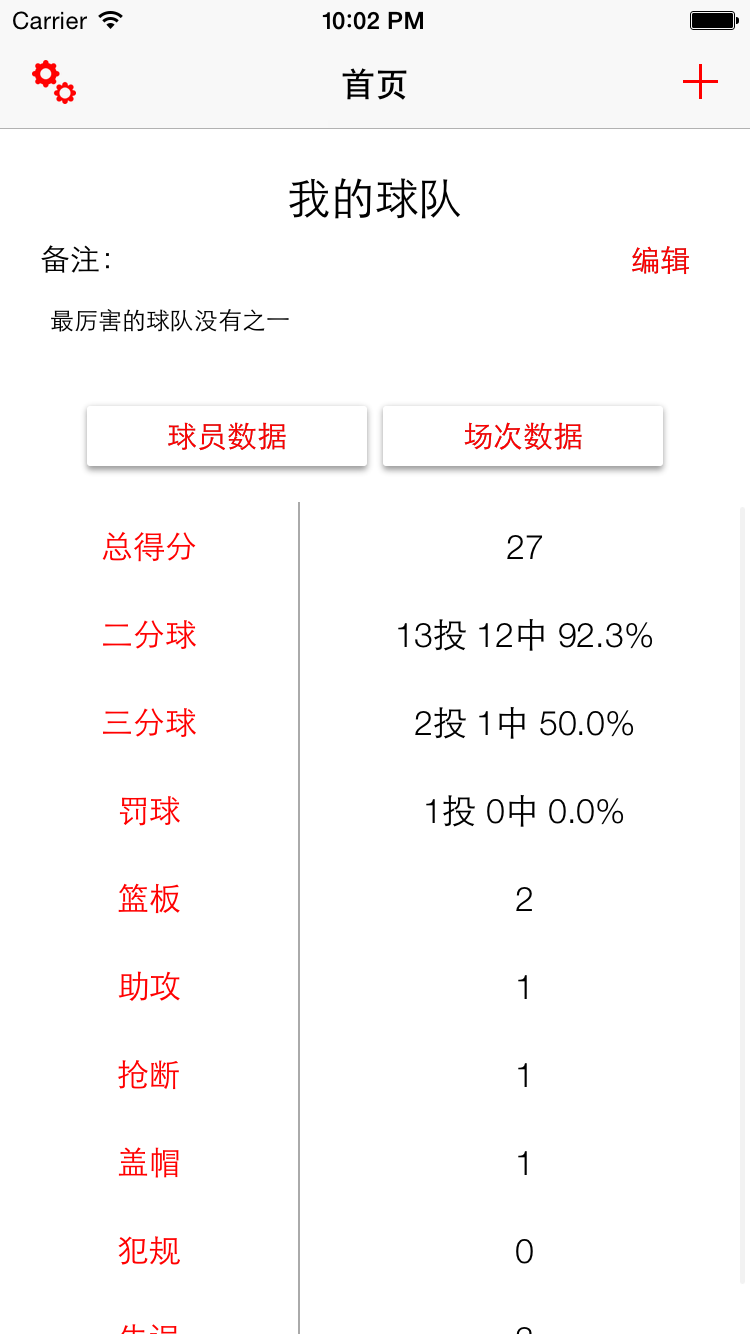 Carrier 10:02 PM
首页
我的球队
备注: 编辑
最厉害的球队没有之一
球员数据 场次数据
总得分 27
二分球 13投 12中 92.3%
三分球 2投 1中 50.0%
罚球 1投 0中 0.0%
篮板 2
助攻 1
抢断 1
盖帽 1
犯规 0